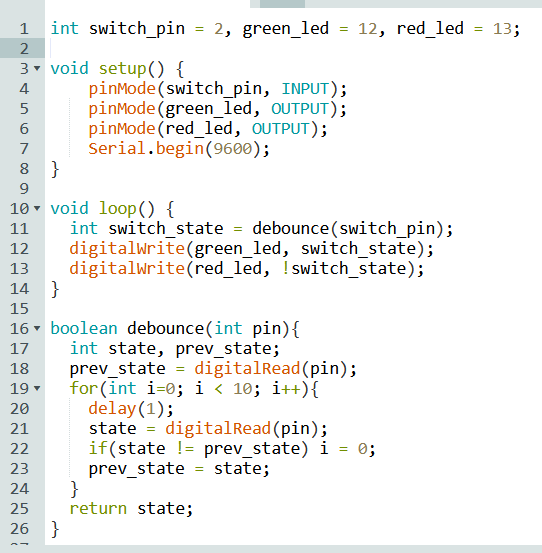 1 int switch_pin = 2, green_led = 12, red_led = 13;
2
3 void setup() {
4     pinMode(switch_pin, INPUT);
5     pinMode(green_led, OUTPUT);
6     pinMode(red_led, OUTPUT);
7     Serial.begin(9600);
8 }
9
10 void loop() {
11   int switch_state = debounce(switch_pin);
12   digitalWrite(green_led, switch_state);
13   digitalWrite(red_led, !switch_state);
14 }
15
16 boolean debounce(int pin){
17   int state, prev_state;
18   prev_state = digitalRead(pin);
19   for(int i=0; i < 10; i++){
20     delay(1);
21     state = digitalRead(pin);
22     if(state != prev_state) i = 0;
23     prev_state = state;
24   }
25   return state;
26 }